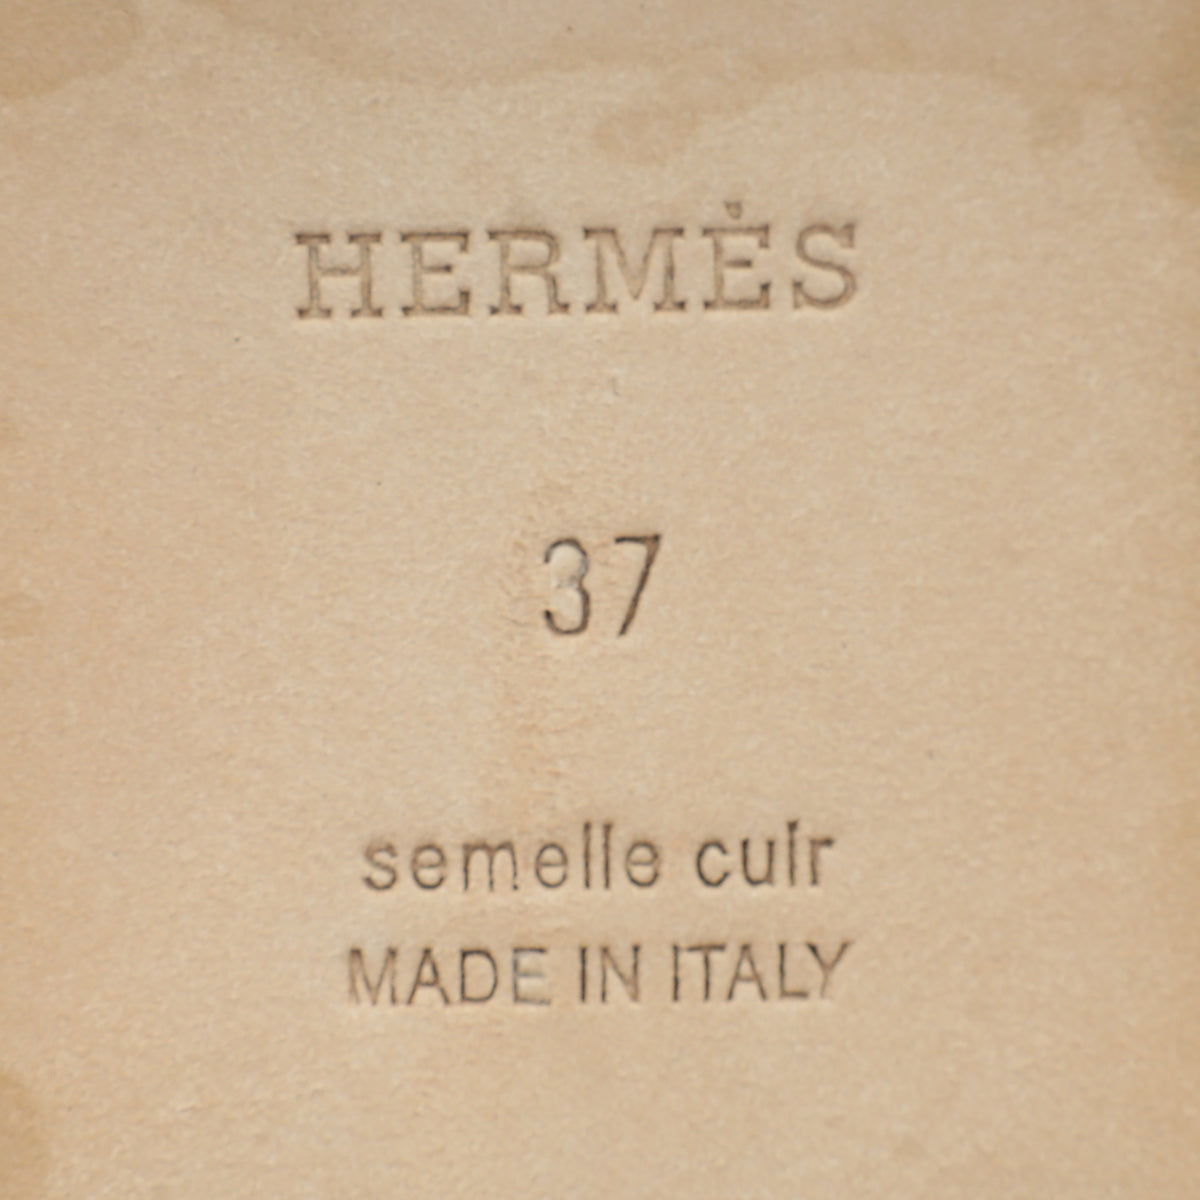 HERMÈS
37
semelle cuir
MADE IN ITALY